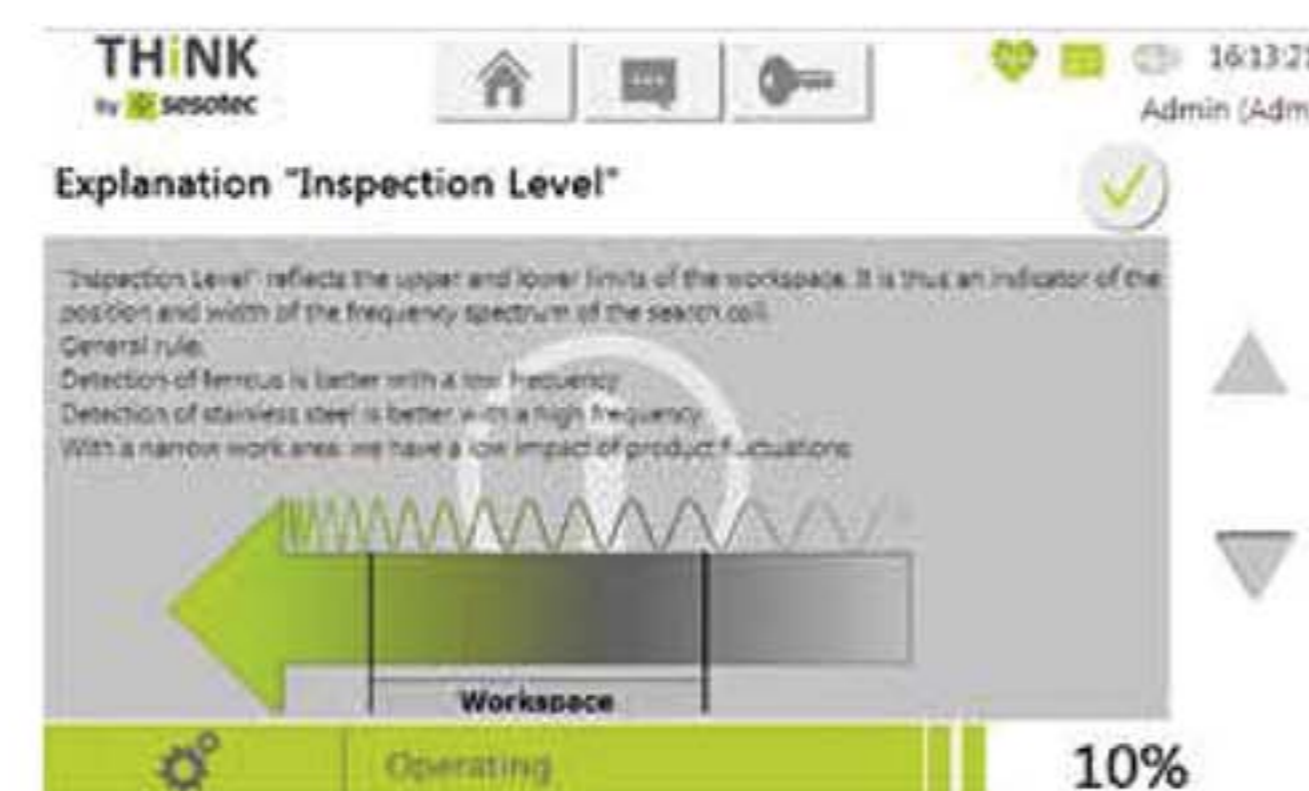 THiNK
by sesotec
16:13:2
Admin (Adm
Explanation "Inspection Level"
"Inspection Level" reflects the upper and lower limits of the workspace. It is thus an indicator of the
position and width of the frequency spectrum of the search coil.
General rule:
Detection of ferrous is better with a low frequency.
Detection of stainless steel is better with a high frequency.
With a narrow work area, we have a low impact of product fluctuations
Workspace
Operating
10%